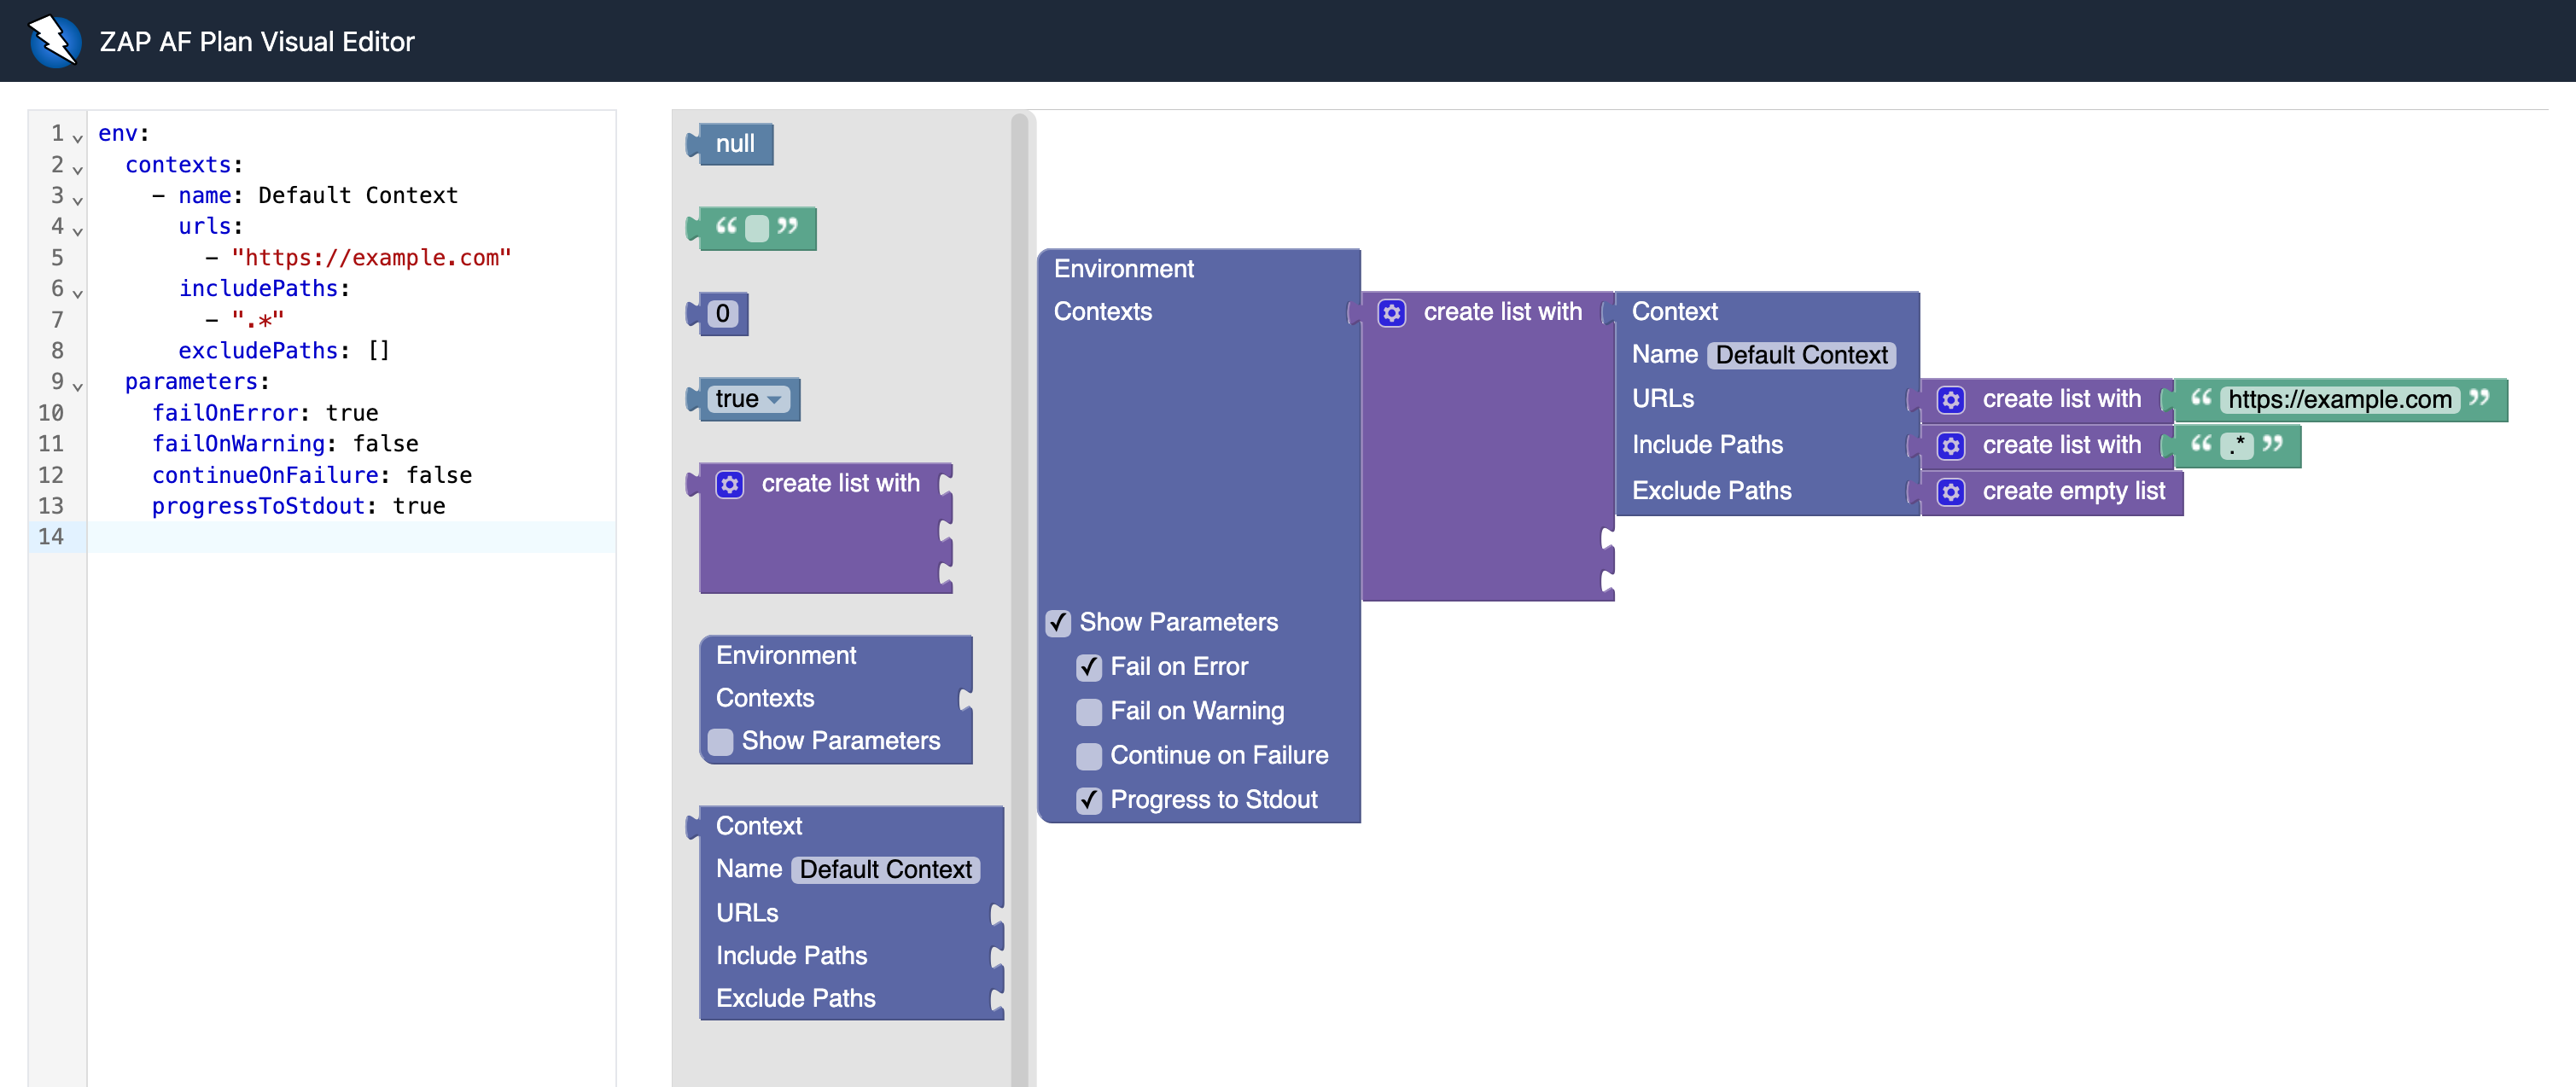 ZAP AF Plan Visual Editor
1 env:
2 contexts:
3 - name: Default Context
4 urls:
5 - "https://example.com"
6 includePaths:
7 - ".*"
8 excludePaths: []
9 parameters:
10 failOnError: true
11 failOnWarning: false
12 continueOnFailure: false
13 progressToStdout: true
14
null
“ ”
0
true
create list with
Environment
Contexts
Show Parameters
Context
Name Default Context
URLs
Include Paths
Exclude Paths
Environment
Contexts
create list with
Context
Name Default Context
URLs
create list with
“ https://example.com ”
Include Paths
create list with
“ .* ”
Exclude Paths
create empty list
Show Parameters
Fail on Error
Fail on Warning
Continue on Failure
Progress to Stdout